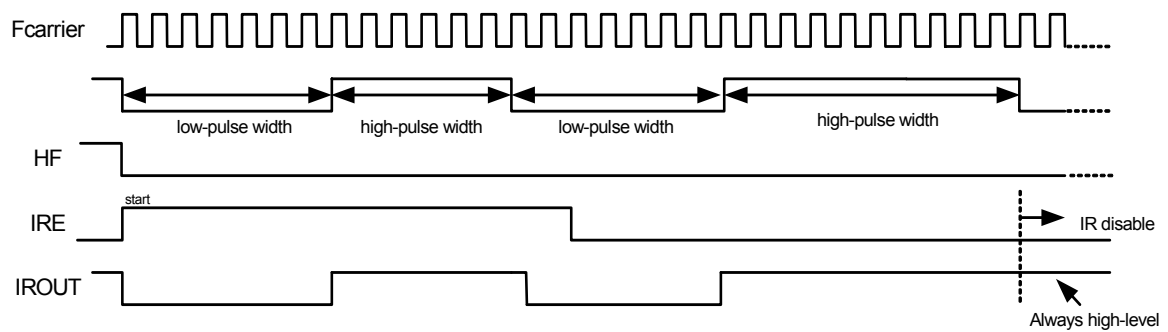 Fcarrier
low-pulse width
high-pulse width
low-pulse width
high-pulse width
HF
start
IRE
IR disable
IROUT
Always high-level